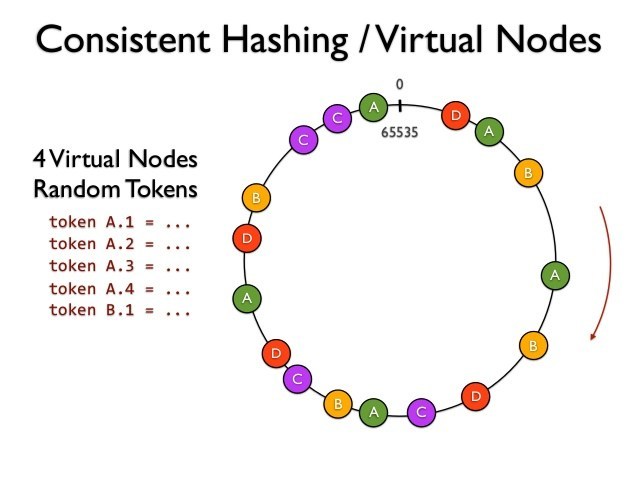 Consistent Hashing / Virtual Nodes
0
65535
4 Virtual Nodes
Random Tokens
token A.1 = ...
token A.2 = ...
token A.3 = ...
token A.4 = ...
token B.1 = ...
D
A
B
A
B
D
C
A
B
C
D
A
D
B
C
C
A